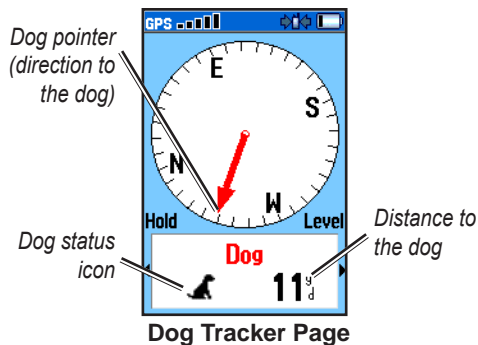 GPS
Dog pointer
(direction to
the dog)
E
S
N
W
Hold
Level
Dog status
icon
Distance to
the dog
Dog
11 yd
Dog Tracker Page